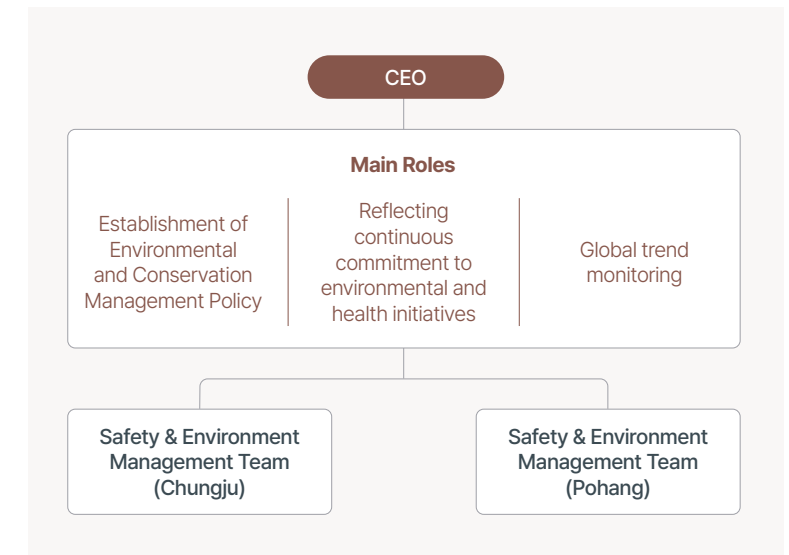 CEO
Main Roles
Establishment of
Environmental
and Conservation
Management Policy
Reflecting
continuous
commitment to
environmental and
health initiatives
Global trend
monitoring
Safety & Environment
Management Team
(Chungju)
Safety & Environment
Management Team
(Pohang)